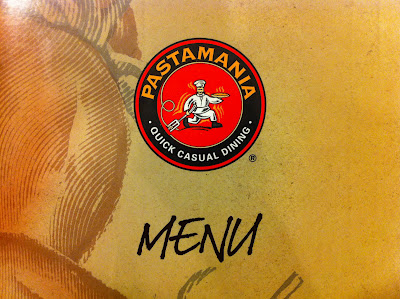 PASTAMANIA
· QUICK CASUAL DINING ·
®
MENU